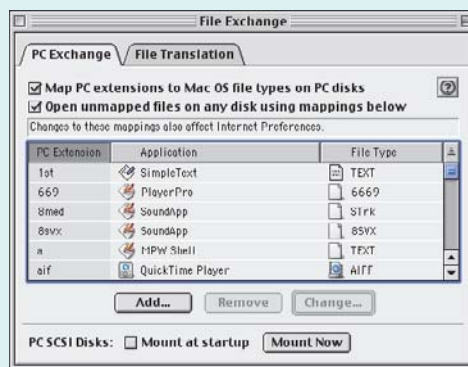 File Exchange
PC Exchange File Translation
Map PC extensions to Mac OS file types on PC disks
Open unmapped files on any disk using mappings below
Changes to these mappings also affect Internet Preferences.
PC Extension Application File Type
1st SimpleText TEXT
669 PlayerPro 6669
8med SoundApp STrk
8svx SoundApp 8SVX
a MPW Shell TEXT
aif QuickTime Player AIFF
Add... Remove Change...
PC SCSI Disks: Mount at startup Mount Now